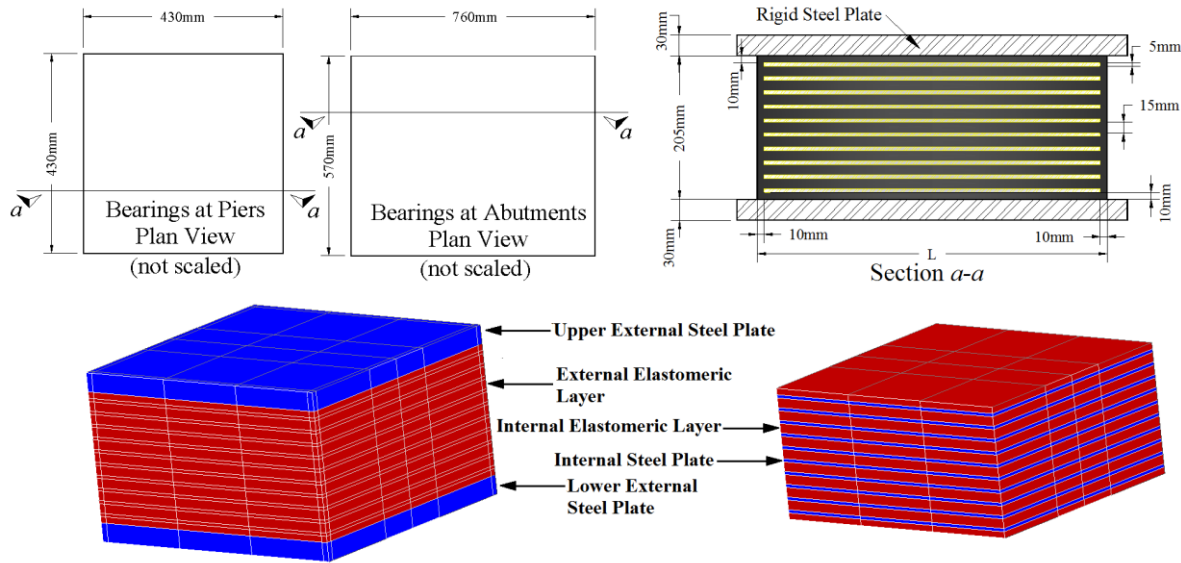 430mm
430mm
a
a
Bearings at Piers
Plan View
(not scaled)
760mm
570mm
a
a
Bearings at Abutments
Plan View
(not scaled)
Rigid Steel Plate
30mm
10mm
205mm
30mm
5mm
15mm
10mm
10mm
10mm
L
Section a-a
Upper External Steel Plate
External Elastomeric
Layer
Internal Elastomeric Layer
Internal Steel Plate
Lower External
Steel Plate